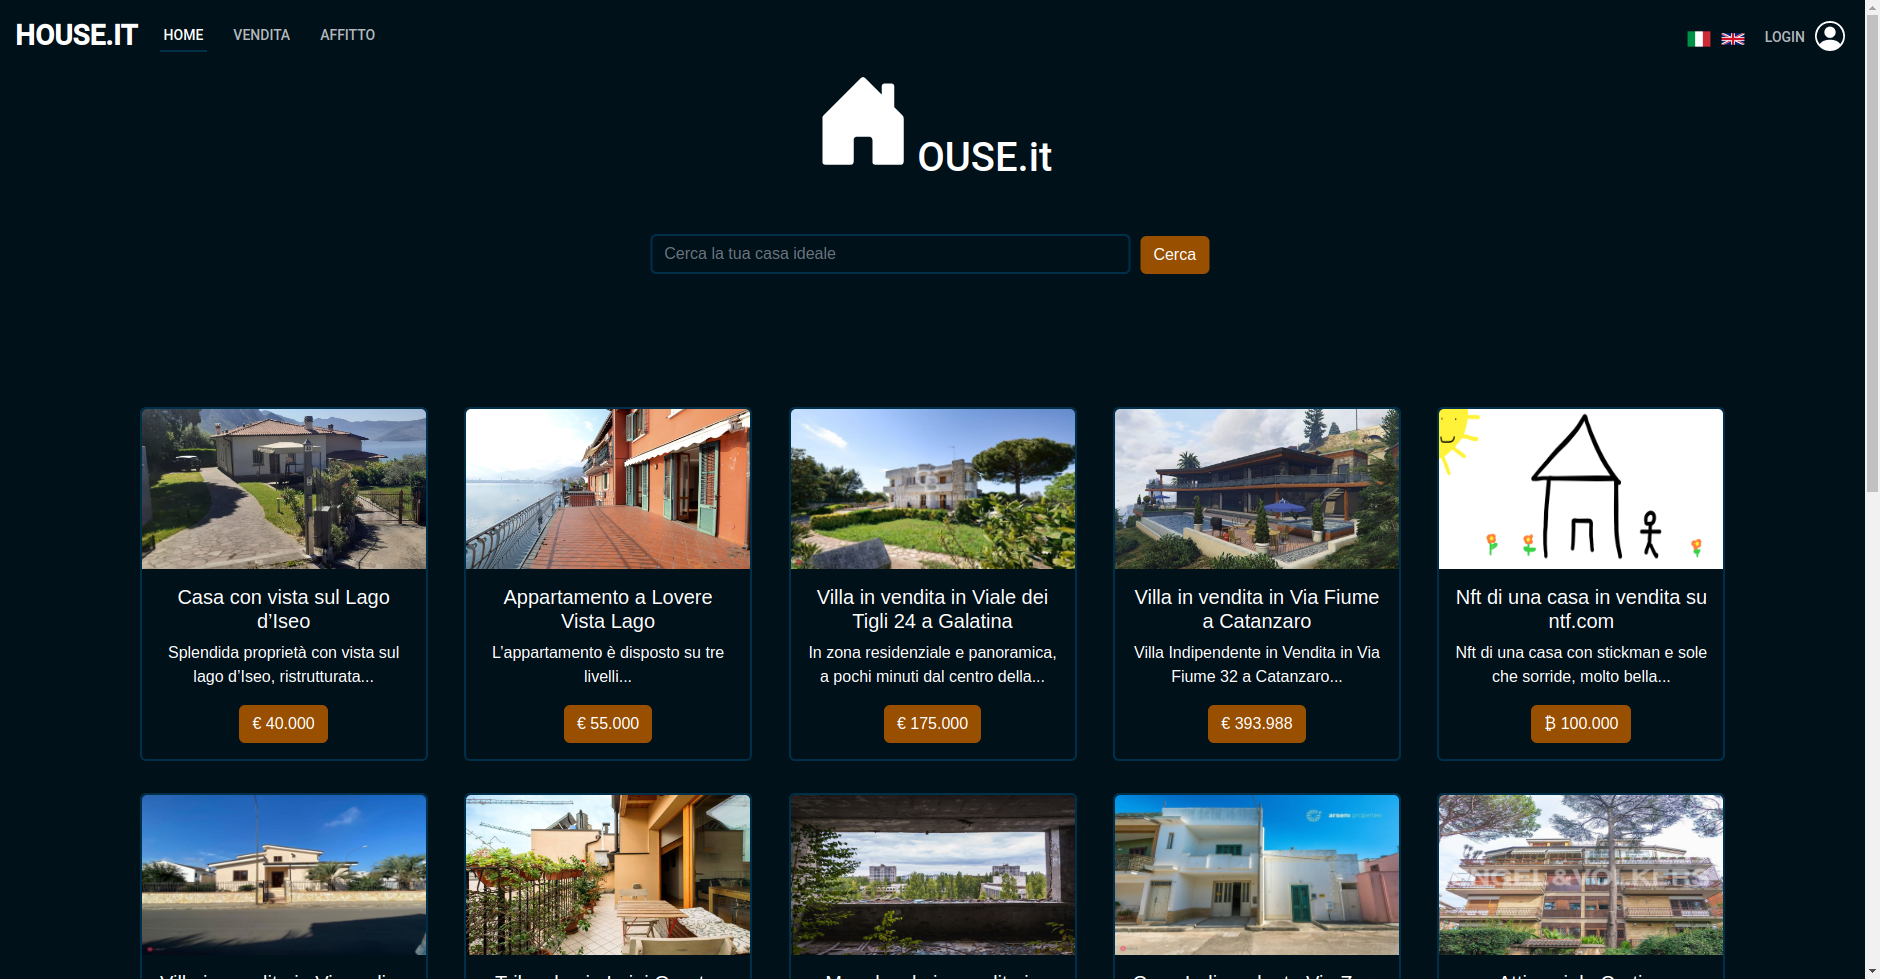 HOUSE.IT HOME VENDITA AFFITTO LOGIN
OUSE.it
Cerca la tua casa ideale Cerca
Casa con vista sul Lago
d’Iseo
Splendida proprietà con vista sul
lago d’Iseo, ristrutturata...
€ 40.000
Appartamento a Lovere
Vista Lago
L’appartamento è disposto su tre
livelli...
€ 55.000
Villa in vendita in Viale dei
Tigli 24 a Galatina
In zona residenziale e panoramica,
a pochi minuti dal centro della...
€ 175.000
Villa in vendita in Via Fiume
a Catanzaro
Villa Indipendente in Vendita in Via
Fiume 32 a Catanzaro...
€ 393.988
Nft di una casa in vendita su
ntf.com
Nft di una casa con stickman e sole
che sorride, molto bella...
₿ 100.000
arseni properties
ENGEL & VÖLKERS